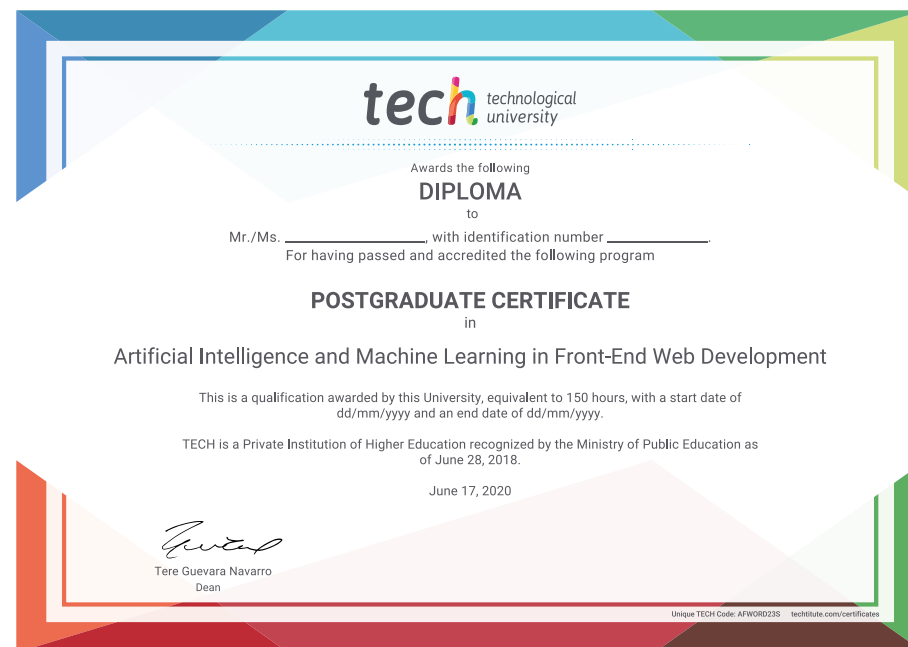 tech technological
university
Awards the following
DIPLOMA
to
Mr./Ms. ____________________, with identification number ______________.
For having passed and accredited the following program
POSTGRADUATE CERTIFICATE
in
Artificial Intelligence and Machine Learning in Front-End Web Development
This is a qualification awarded by this University, equivalent to 150 hours, with a start date of
dd/mm/yyyy and an end date of dd/mm/yyyy.
TECH is a Private Institution of Higher Education recognized by the Ministry of Public Education as
of June 28, 2018.
June 17, 2020
Tere Guevara Navarro
Dean
Unique TECH Code: AFWORD23S techtitute.com/certificates